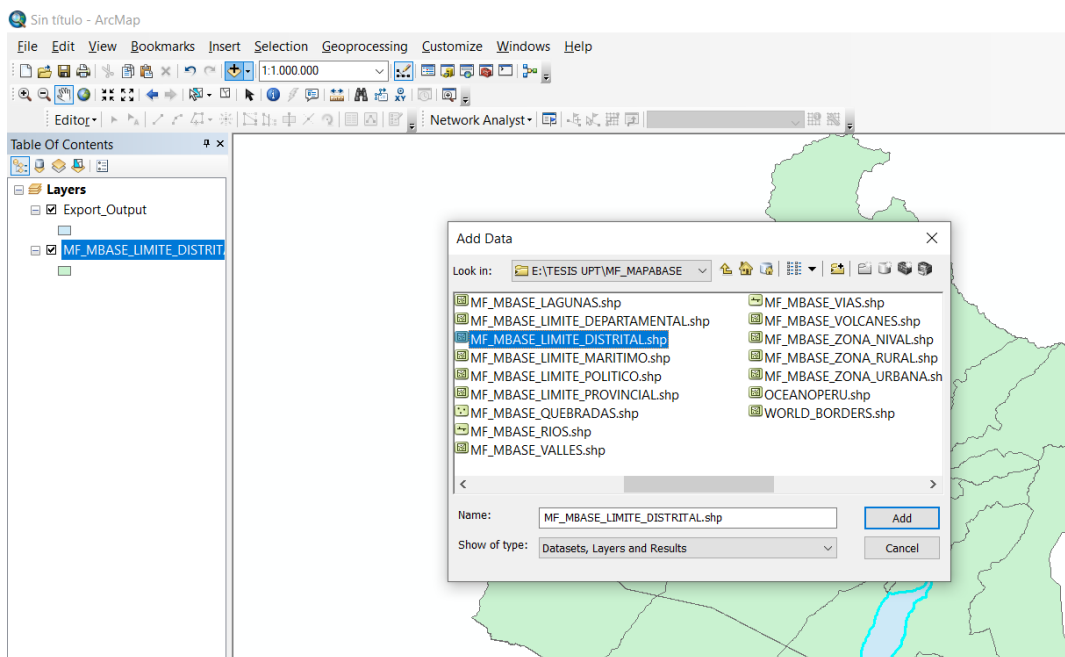 Sin título - ArcMap
File Edit View Bookmarks Insert Selection Geoprocessing Customize Windows Help
1:1.000.000
Editor Network Analyst
Table Of Contents
Layers
Export_Output
MF_MBASE_LIMITE_DISTRIT
Add Data
Look in: E:\TESIS UPT\MF_MAPABASE
MF_MBASE_LAGUNAS.shp
MF_MBASE_LIMITE_DEPARTAMENTAL.shp
MF_MBASE_LIMITE_DISTRITAL.shp
MF_MBASE_LIMITE_MARITIMO.shp
MF_MBASE_LIMITE_POLITICO.shp
MF_MBASE_LIMITE_PROVINCIAL.shp
MF_MBASE_QUEBRADAS.shp
MF_MBASE_RIOS.shp
MF_MBASE_VALLES.shp
MF_MBASE_VIAS.shp
MF_MBASE_VOLCANES.shp
MF_MBASE_ZONA_NIVAL.shp
MF_MBASE_ZONA_RURAL.shp
MF_MBASE_ZONA_URBANA.sh
OCEANOPERU.shp
WORLD_BORDERS.shp
Name: MF_MBASE_LIMITE_DISTRITAL.shp Add
Show of type: Datasets, Layers and Results Cancel